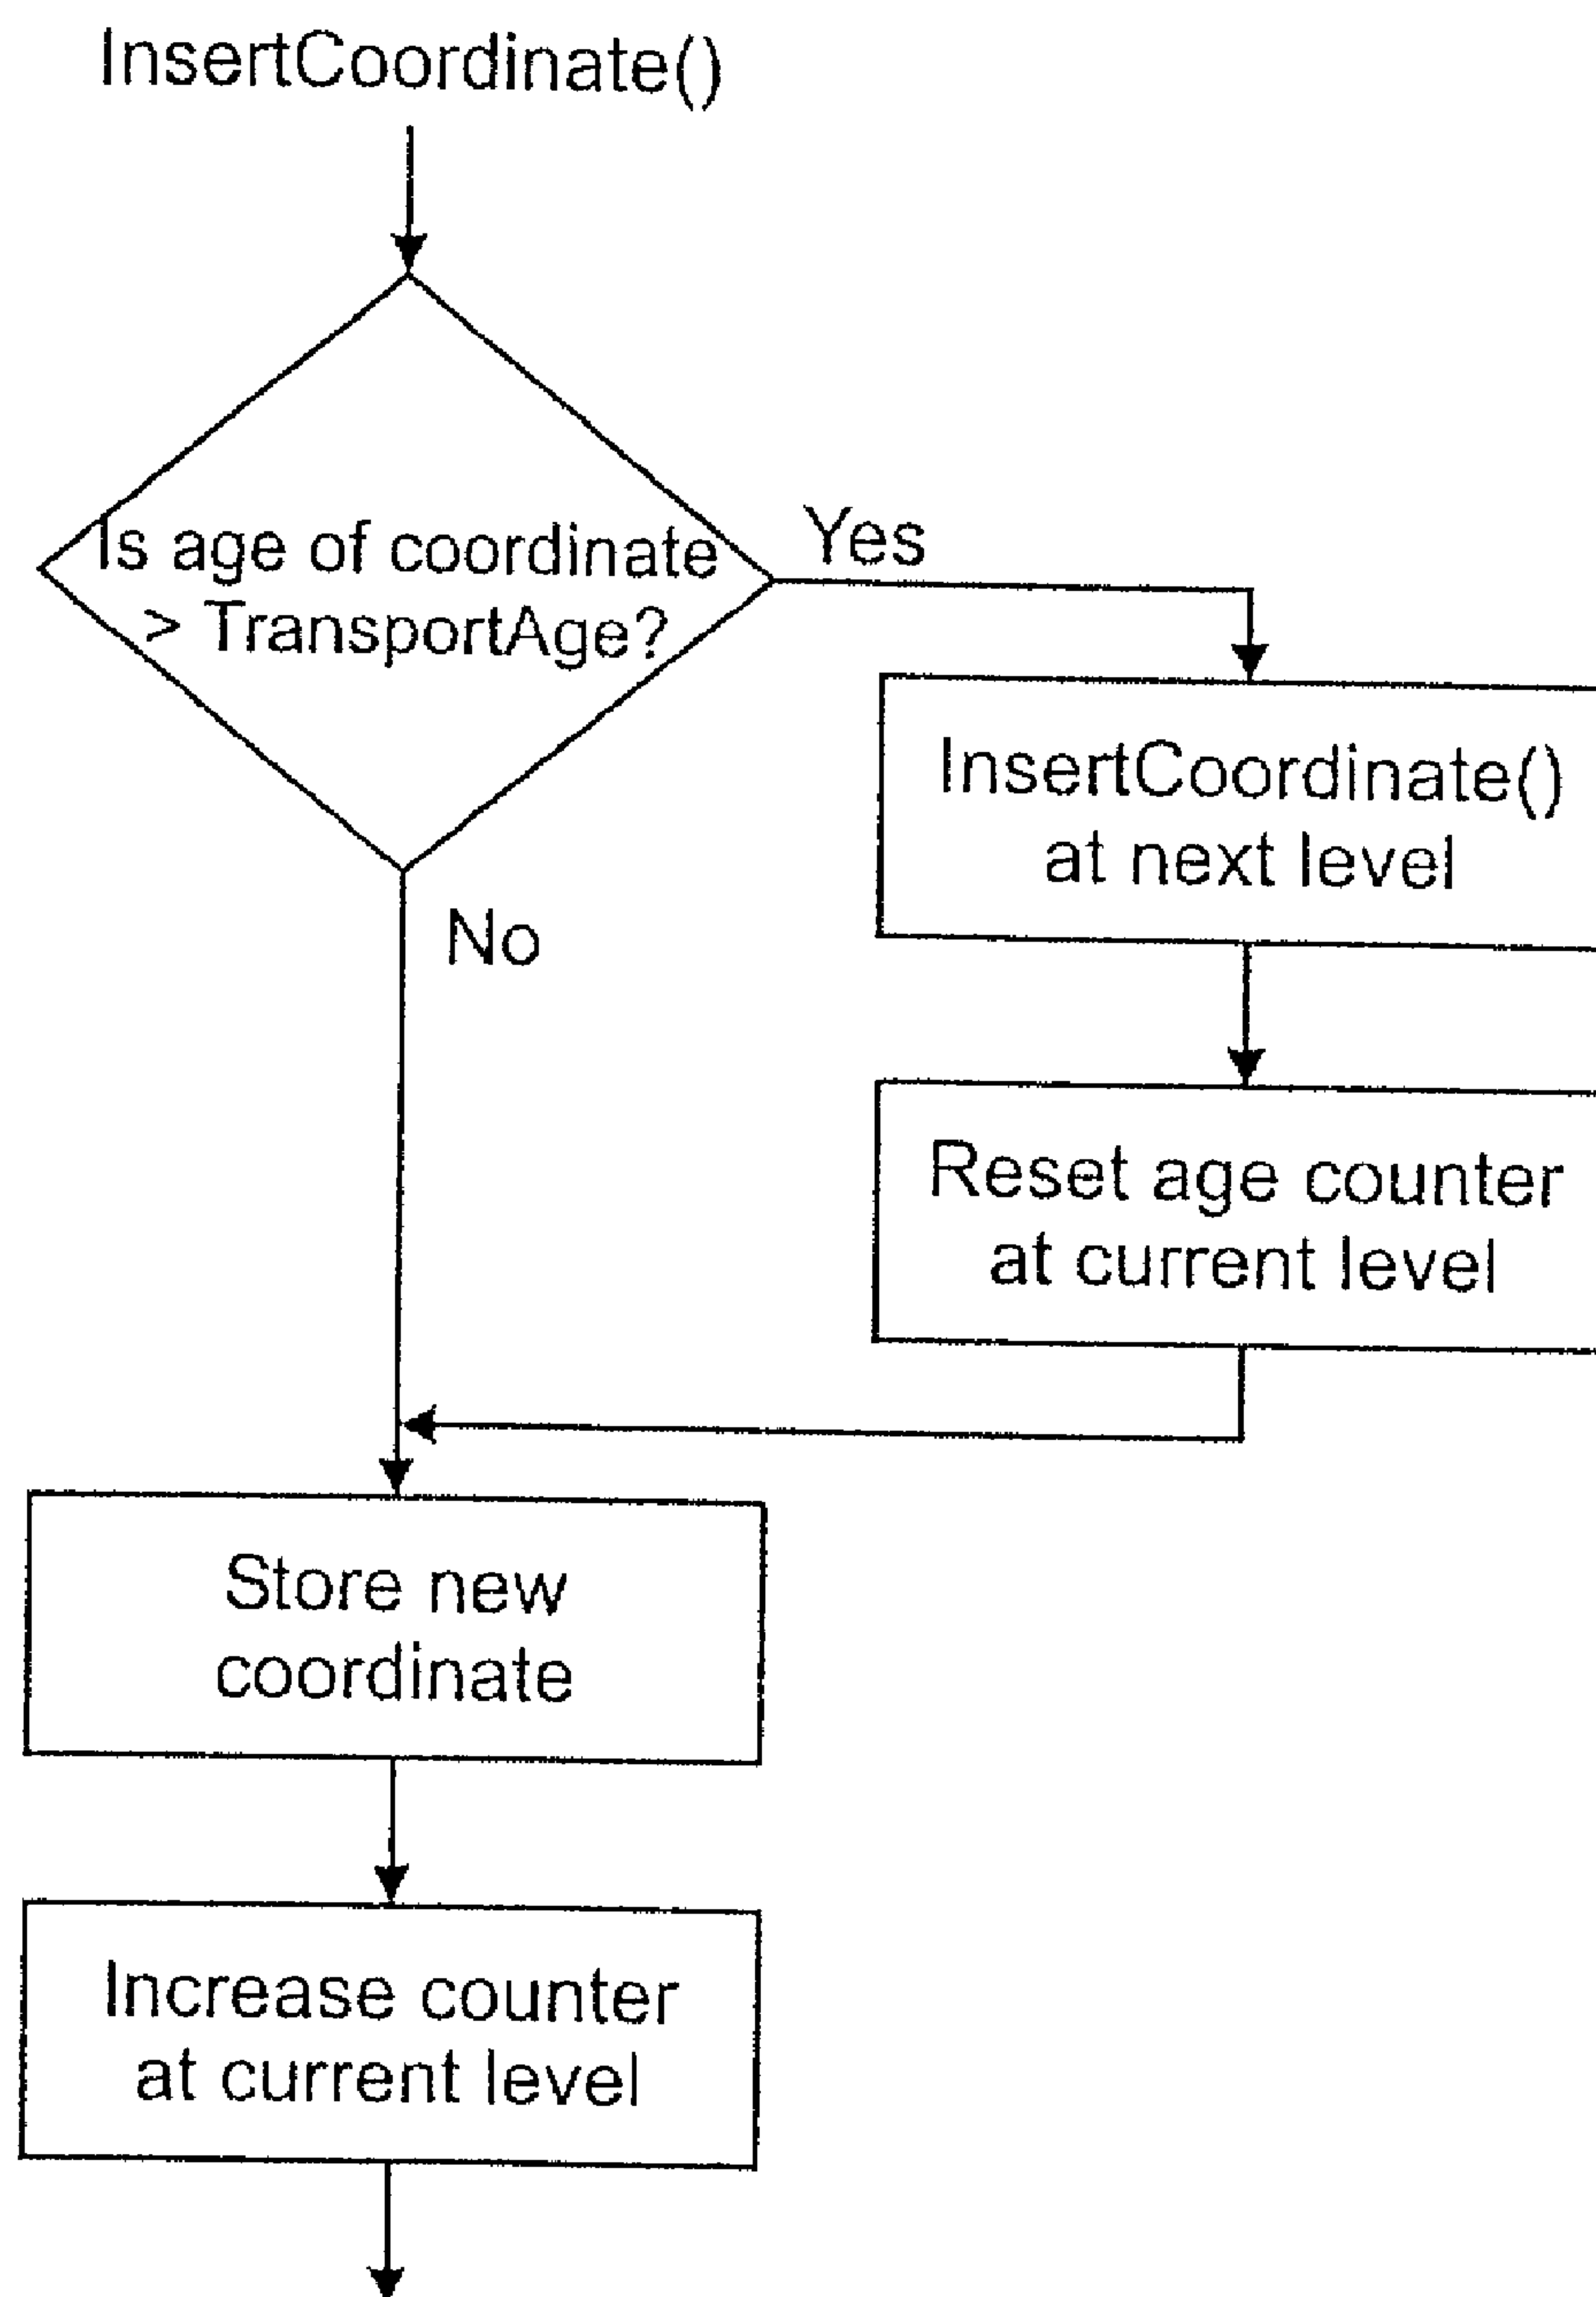 InsertCoordinate()
Is age of coordinate
> TransportAge?
Yes
InsertCoordinate()
at next level
No
Reset age counter
at current level
Store new
coordinate
Increase counter
at current level